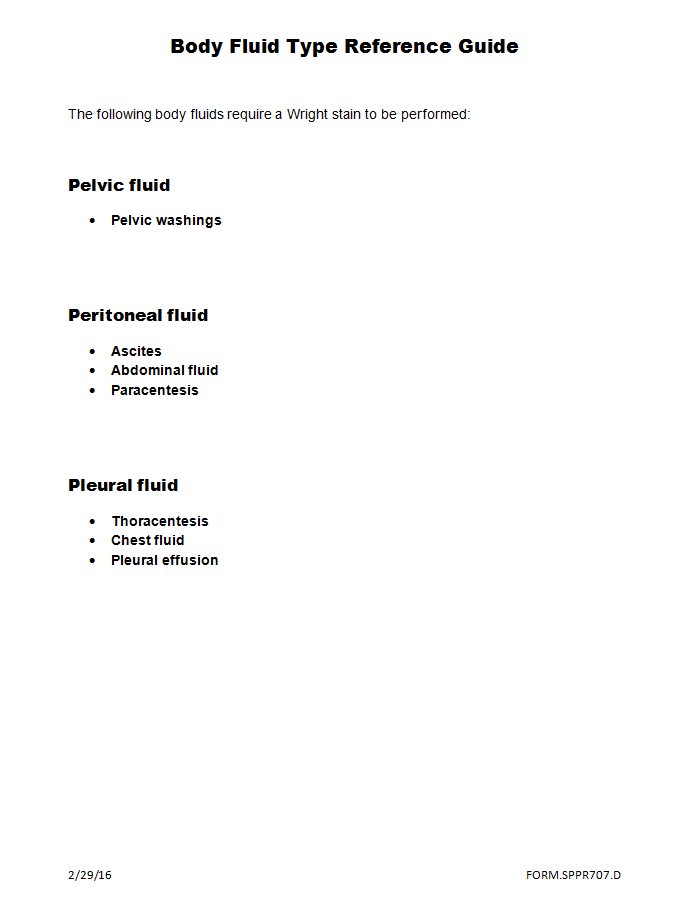 Body Fluid Type Reference Guide
The following body fluids require a Wright stain to be performed:
Pelvic fluid
• Pelvic washings
Peritoneal fluid
• Ascites
• Abdominal fluid
• Paracentesis
Pleural fluid
• Thoracentesis
• Chest fluid
• Pleural effusion
2/29/16 FORM.SPPR707.D